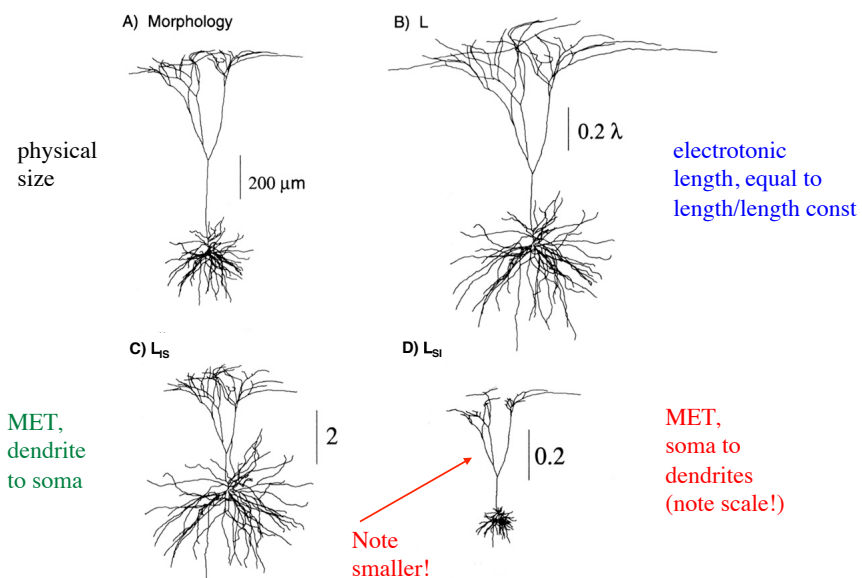 A) Morphology
B) L
physical
size
200 μm
0.2 λ
electrotonic
length, equal to
length/length const
C) L_IS
D) L_SI
MET,
dendrite
to soma
2
0.2
MET,
soma to
dendrites
(note scale!)
Note
smaller!